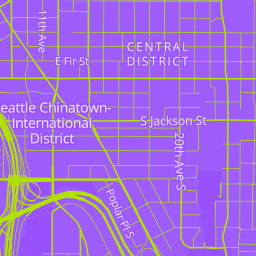 11th Ave
CENTRAL
DISTRICT
E Fir St
eattle Chinatown-
International
District
S Jackson St
20th Ave S
Poplar Pl S